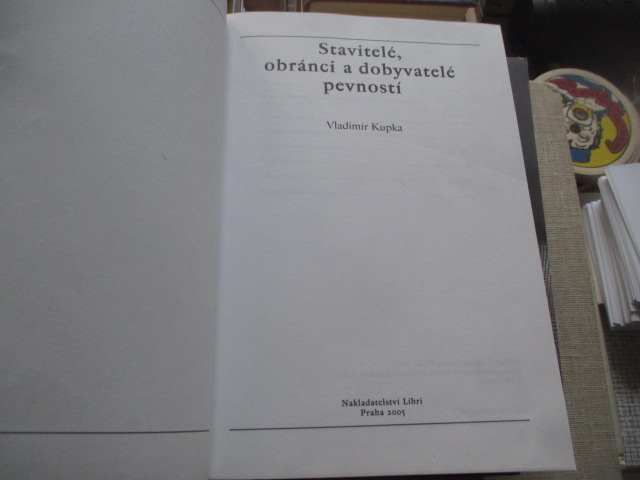 Stavitelé,
obránci a dobyvatelé
pevností
Vladimír Kupka
Nakladatelství Libri
Praha 2005